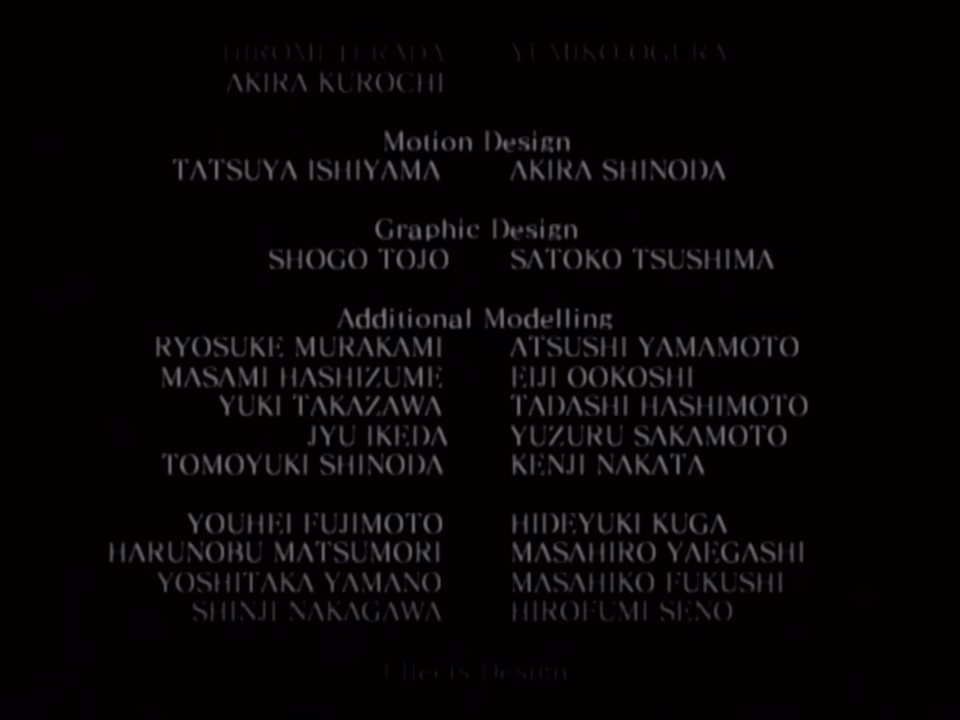 HIROMI TERADA YUMIKO OGURA
AKIRA KUROCHI
Motion Design
TATSUYA ISHIYAMA AKIRA SHINODA
Graphic Design
SHOGO TOJO SATOKO TSUSHIMA
Additional Modelling
RYOSUKE MURAKAMI ATSUSHI YAMAMOTO
MASAMI HASHIZUME EIJI OOKOSHI
YUKI TAKAZAWA TADASHI HASHIMOTO
JYU IKEDA YUZURU SAKAMOTO
TOMOYUKI SHINODA KENJI NAKATA
YOUHEI FUJIMOTO HIDEYUKI KUGA
HARUNOBU MATSUMORI MASAHIRO YAEGASHI
YOSHITAKA YAMANO MASAHIKO FUKUSHI
SHINJI NAKAGAWA HIROFUMI SENO
Effects Design